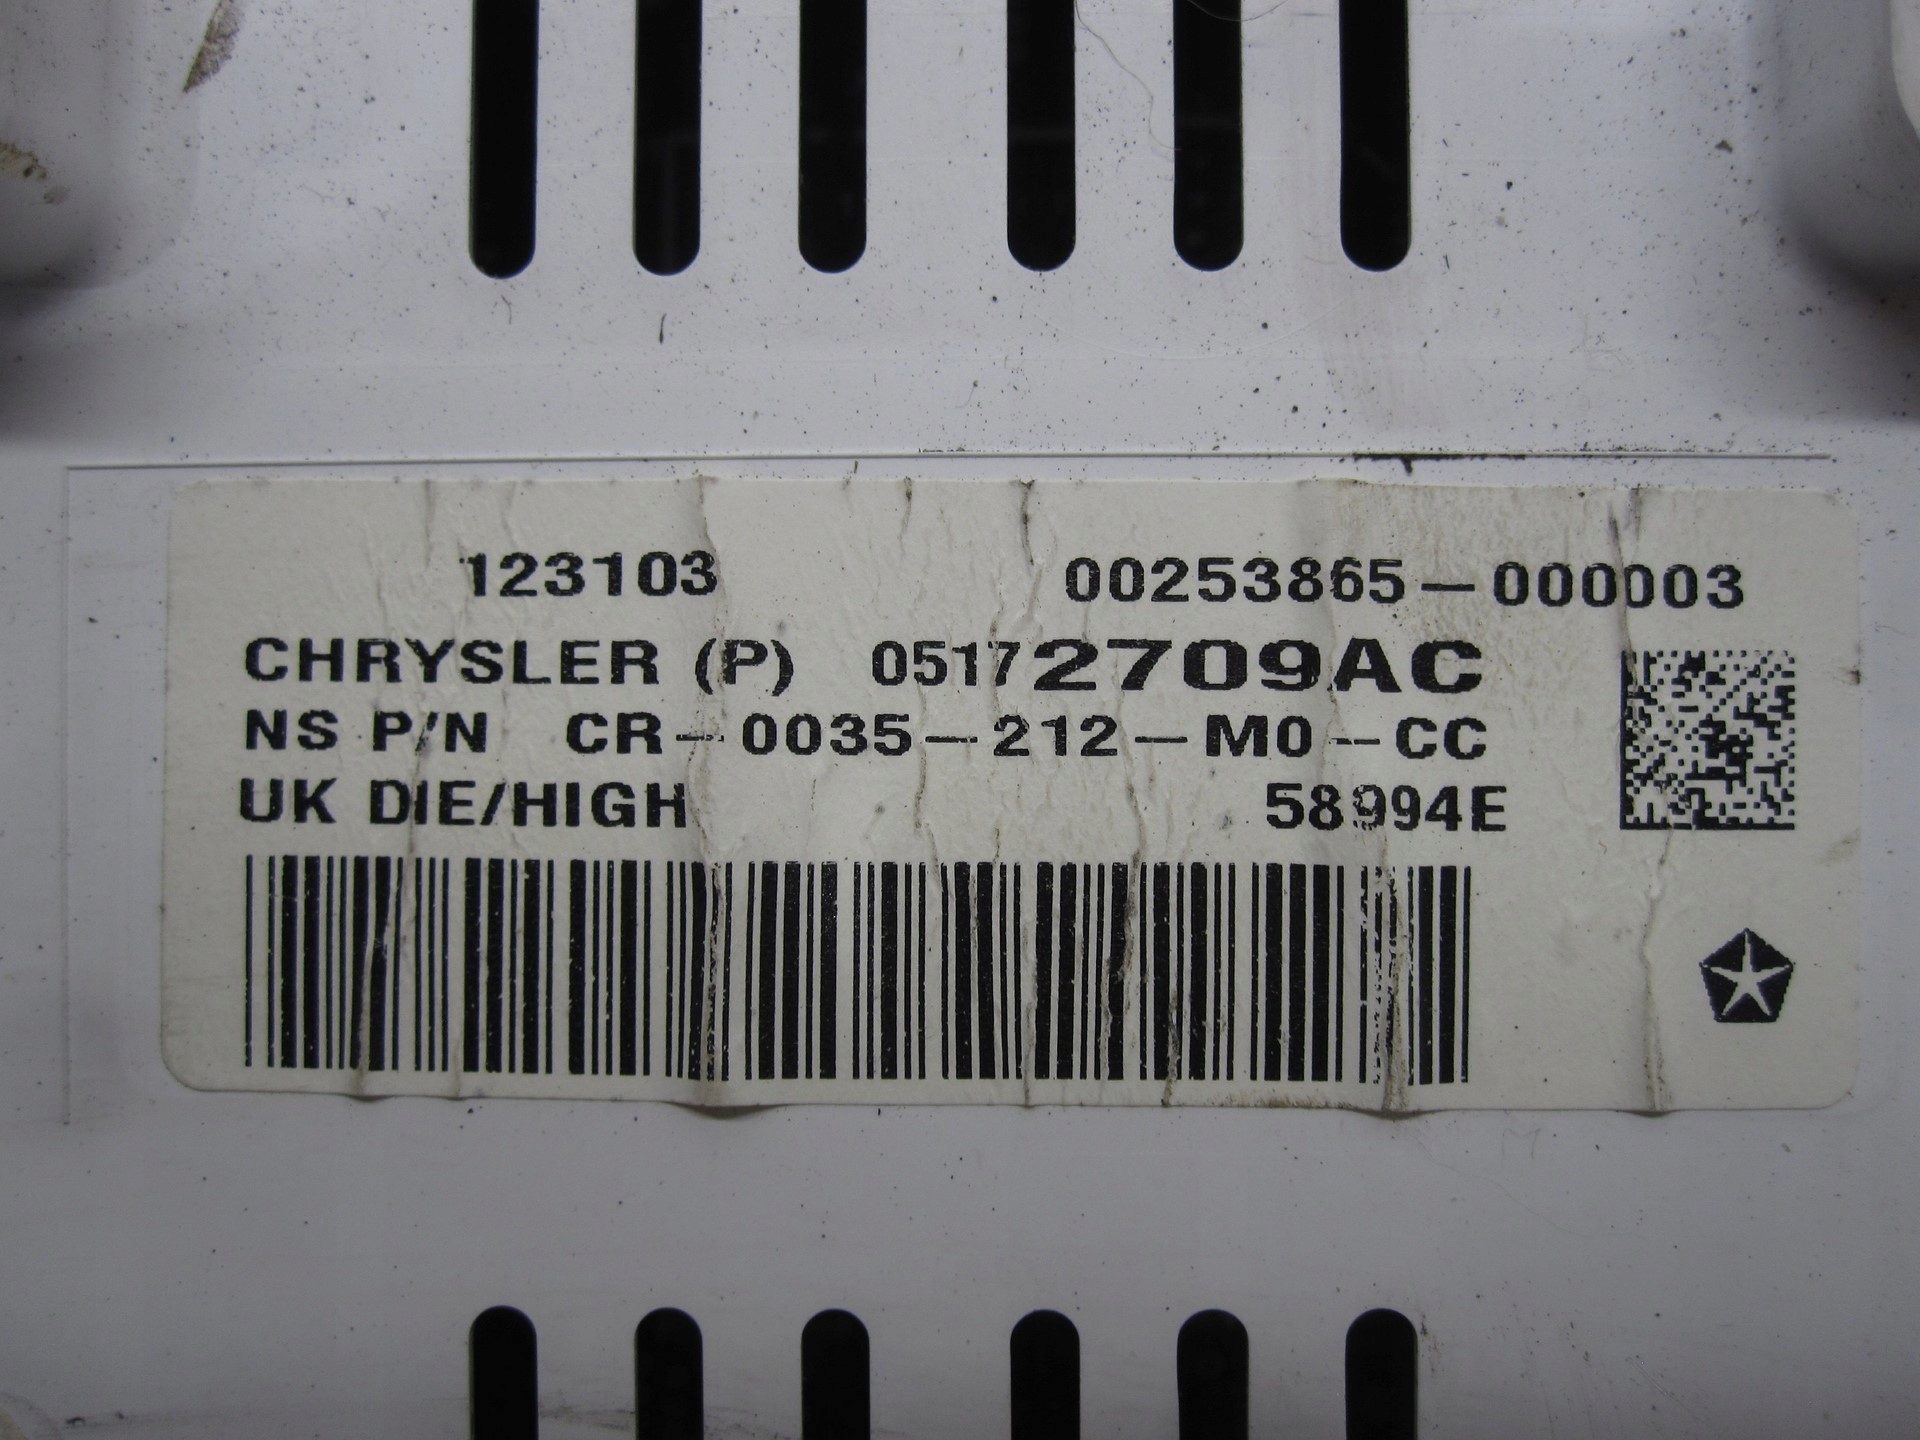 123103 00253865-000003
CHRYSLER (P) 05172709AC
NS P/N CR-0035-212-M0-CC
UK DIE/HIGH 58994E